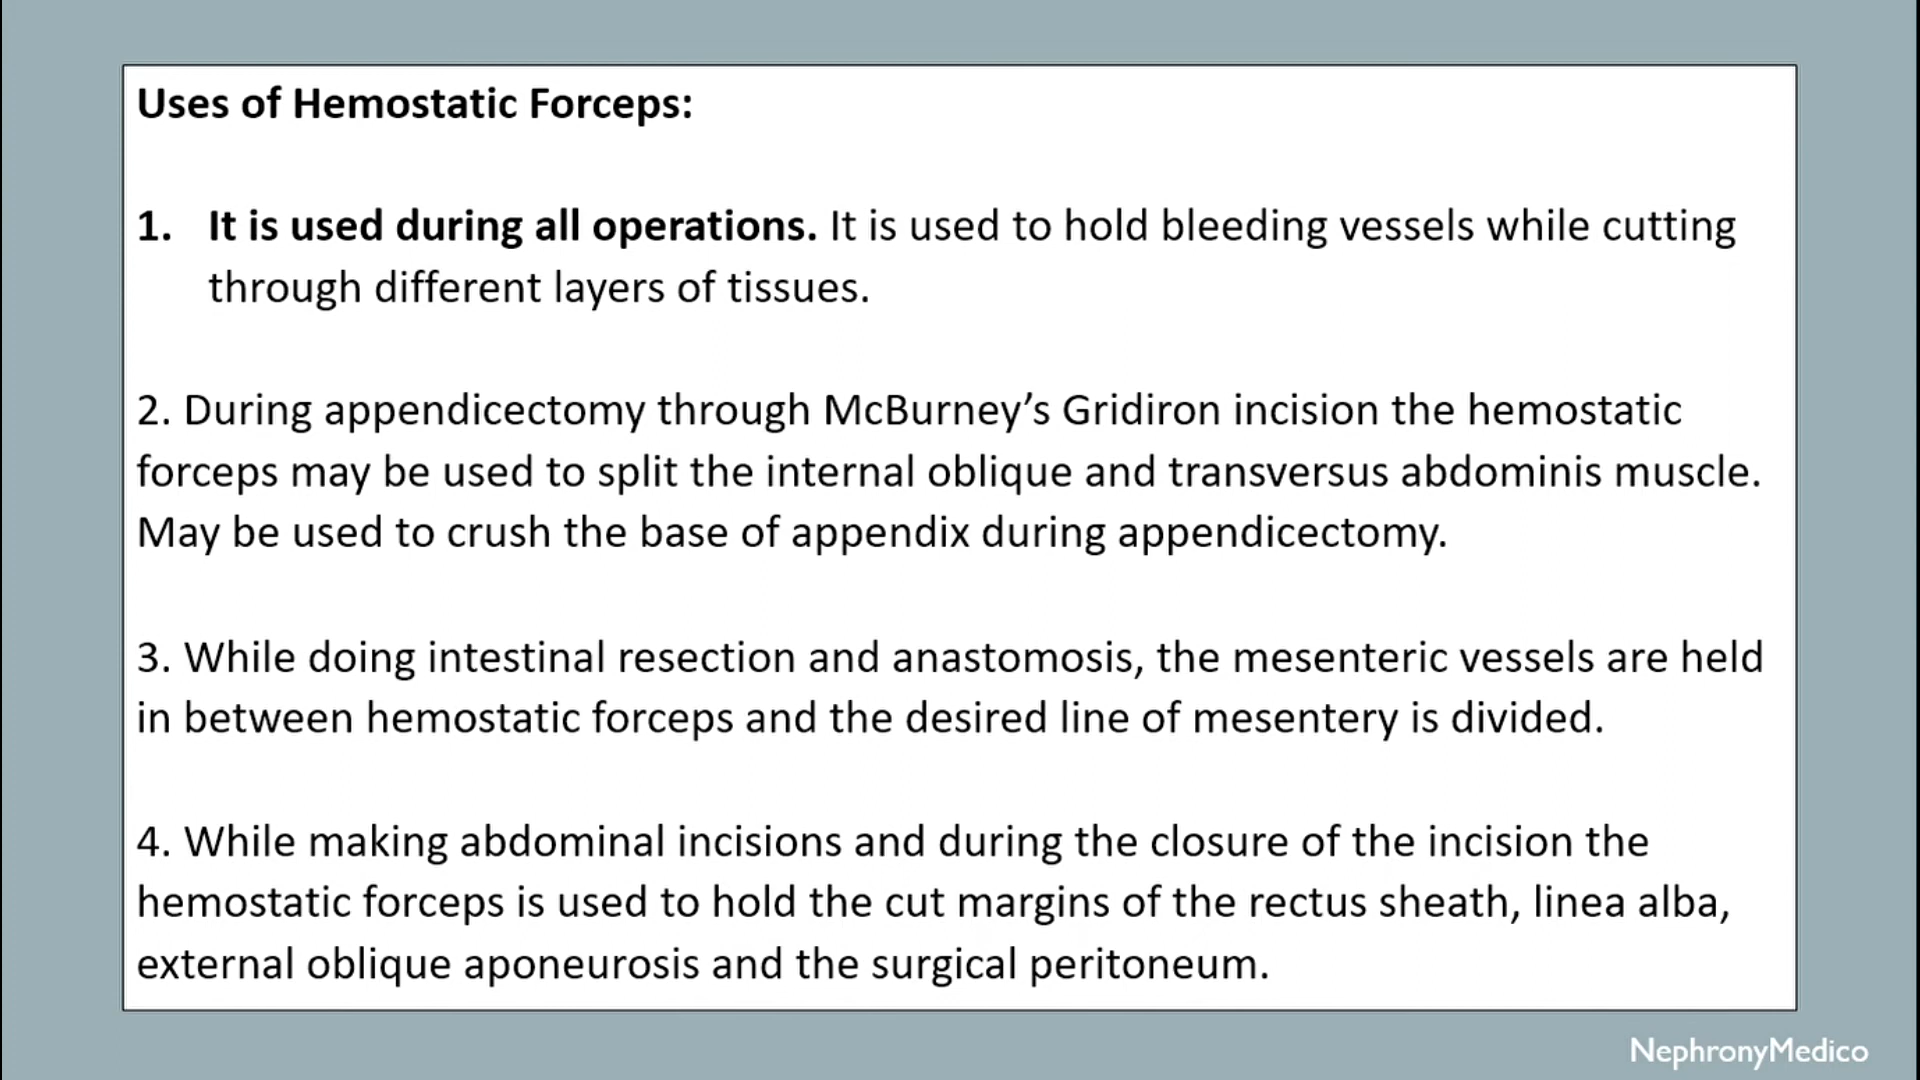 Uses of Hemostatic Forceps:
1. It is used during all operations. It is used to hold bleeding vessels while cutting
through different layers of tissues.
2. During appendicectomy through McBurney’s Gridiron incision the hemostatic
forceps may be used to split the internal oblique and transversus abdominis muscle.
May be used to crush the base of appendix during appendicectomy.
3. While doing intestinal resection and anastomosis, the mesenteric vessels are held
in between hemostatic forceps and the desired line of mesentery is divided.
4. While making abdominal incisions and during the closure of the incision the
hemostatic forceps is used to hold the cut margins of the rectus sheath, linea alba,
external oblique aponeurosis and the surgical peritoneum.
NephronyMedico